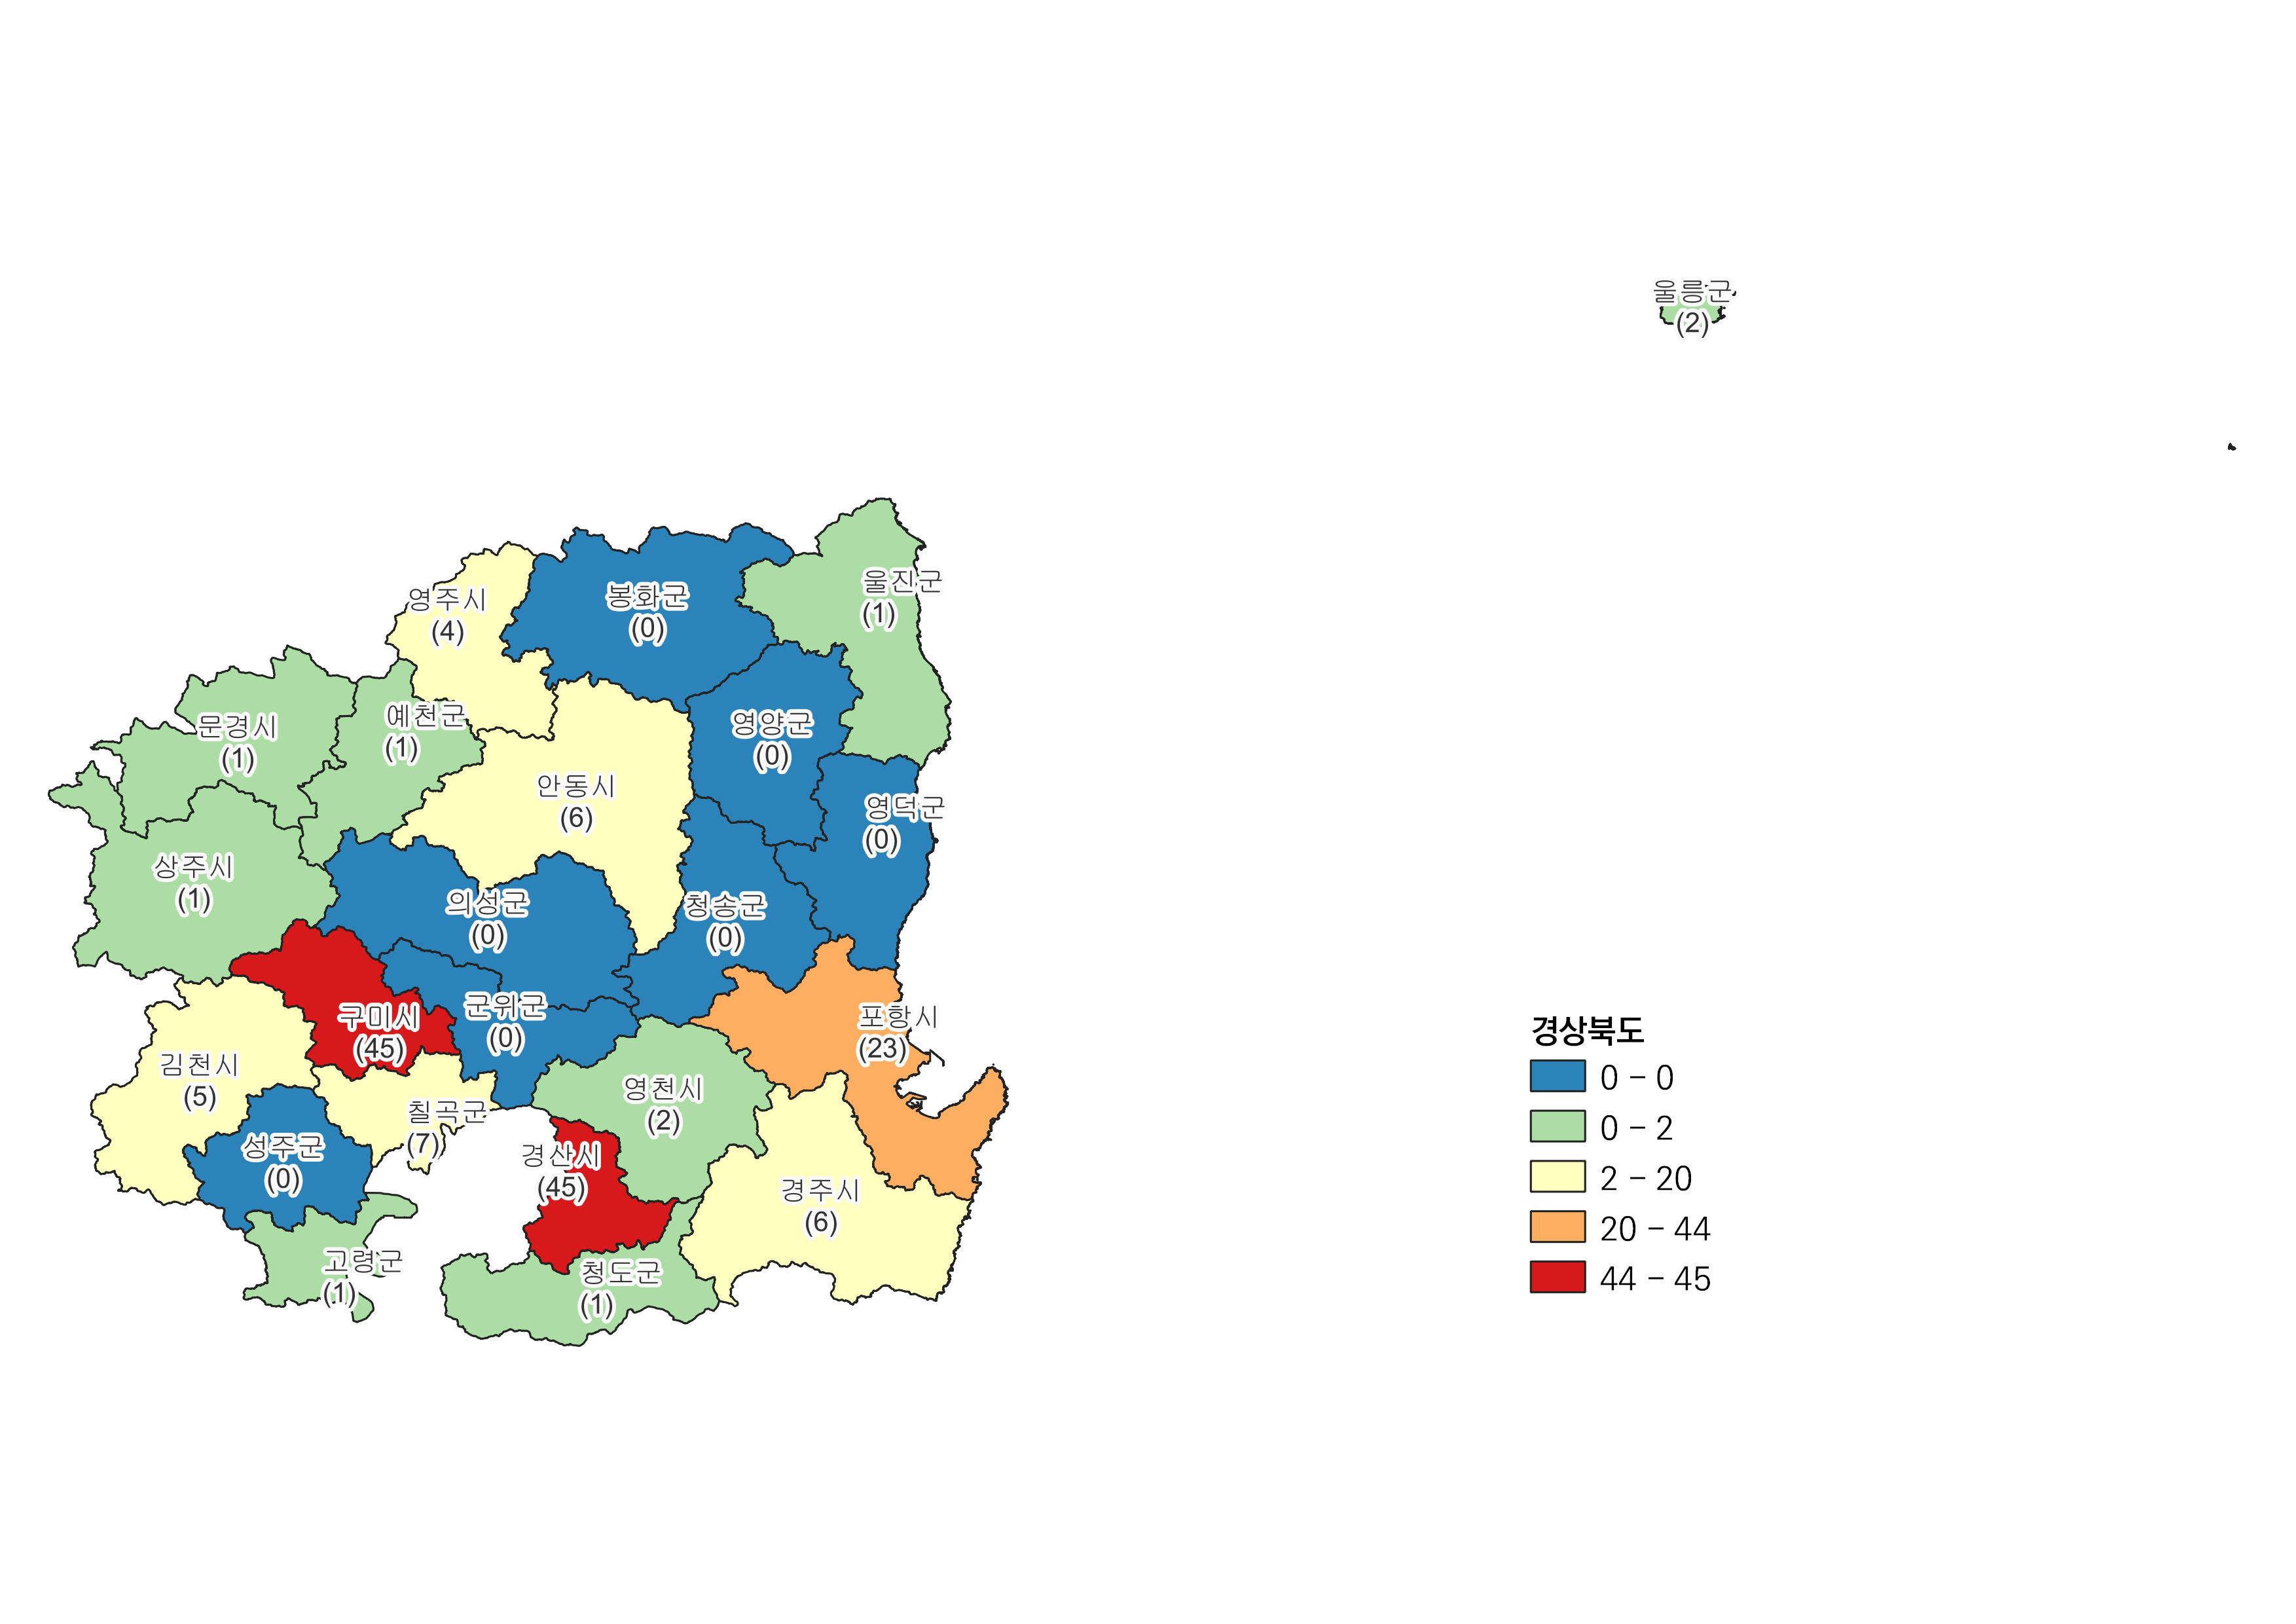 울릉군
(2)
울진군
(1)
봉화군
(0)
영주시
(4)
예천군
(1)
문경시
(1)
영양군
(0)
안동시
(6)
영덕군
(0)
상주시
(1)
의성군
(0)
청송군
(0)
군위군
(0)
구미시
(45)
포항시
(23)
김천시
(5)
영천시
(2)
칠곡군
(7)
성주군
(0)
경산시
(45)
경주시
(6)
고령군
(1)
청도군
(1)
경상북도
0 – 0
0 – 2
2 – 20
20 – 44
44 – 45